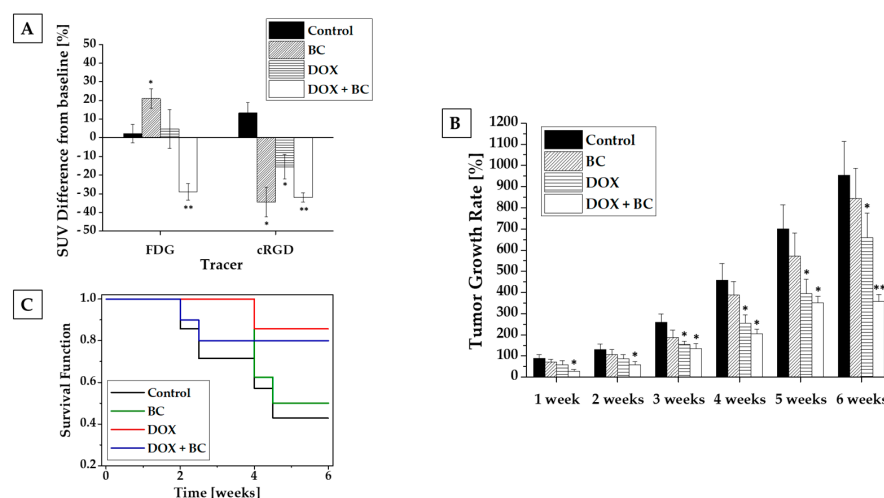 A
SUV Difference from baseline [%]
50
40
30
20
10
0
-10
-20
-30
-40
-50
*
**
*
*
**
FDG
cRGD
Tracer
Control
BC
DOX
DOX + BC
B
Tumor Growth Rate [%]
1200
1100
1000
900
800
700
600
500
400
300
200
100
0
Control
BC
DOX
DOX + BC
*
*
*
*
*
*
*
*
*
**
1 week
2 weeks
3 weeks
4 weeks
5 weeks
6 weeks
C
Survival Function
1.0
0.8
0.6
0.4
0.2
Control
BC
DOX
DOX + BC
0
2
4
6
Time [weeks]